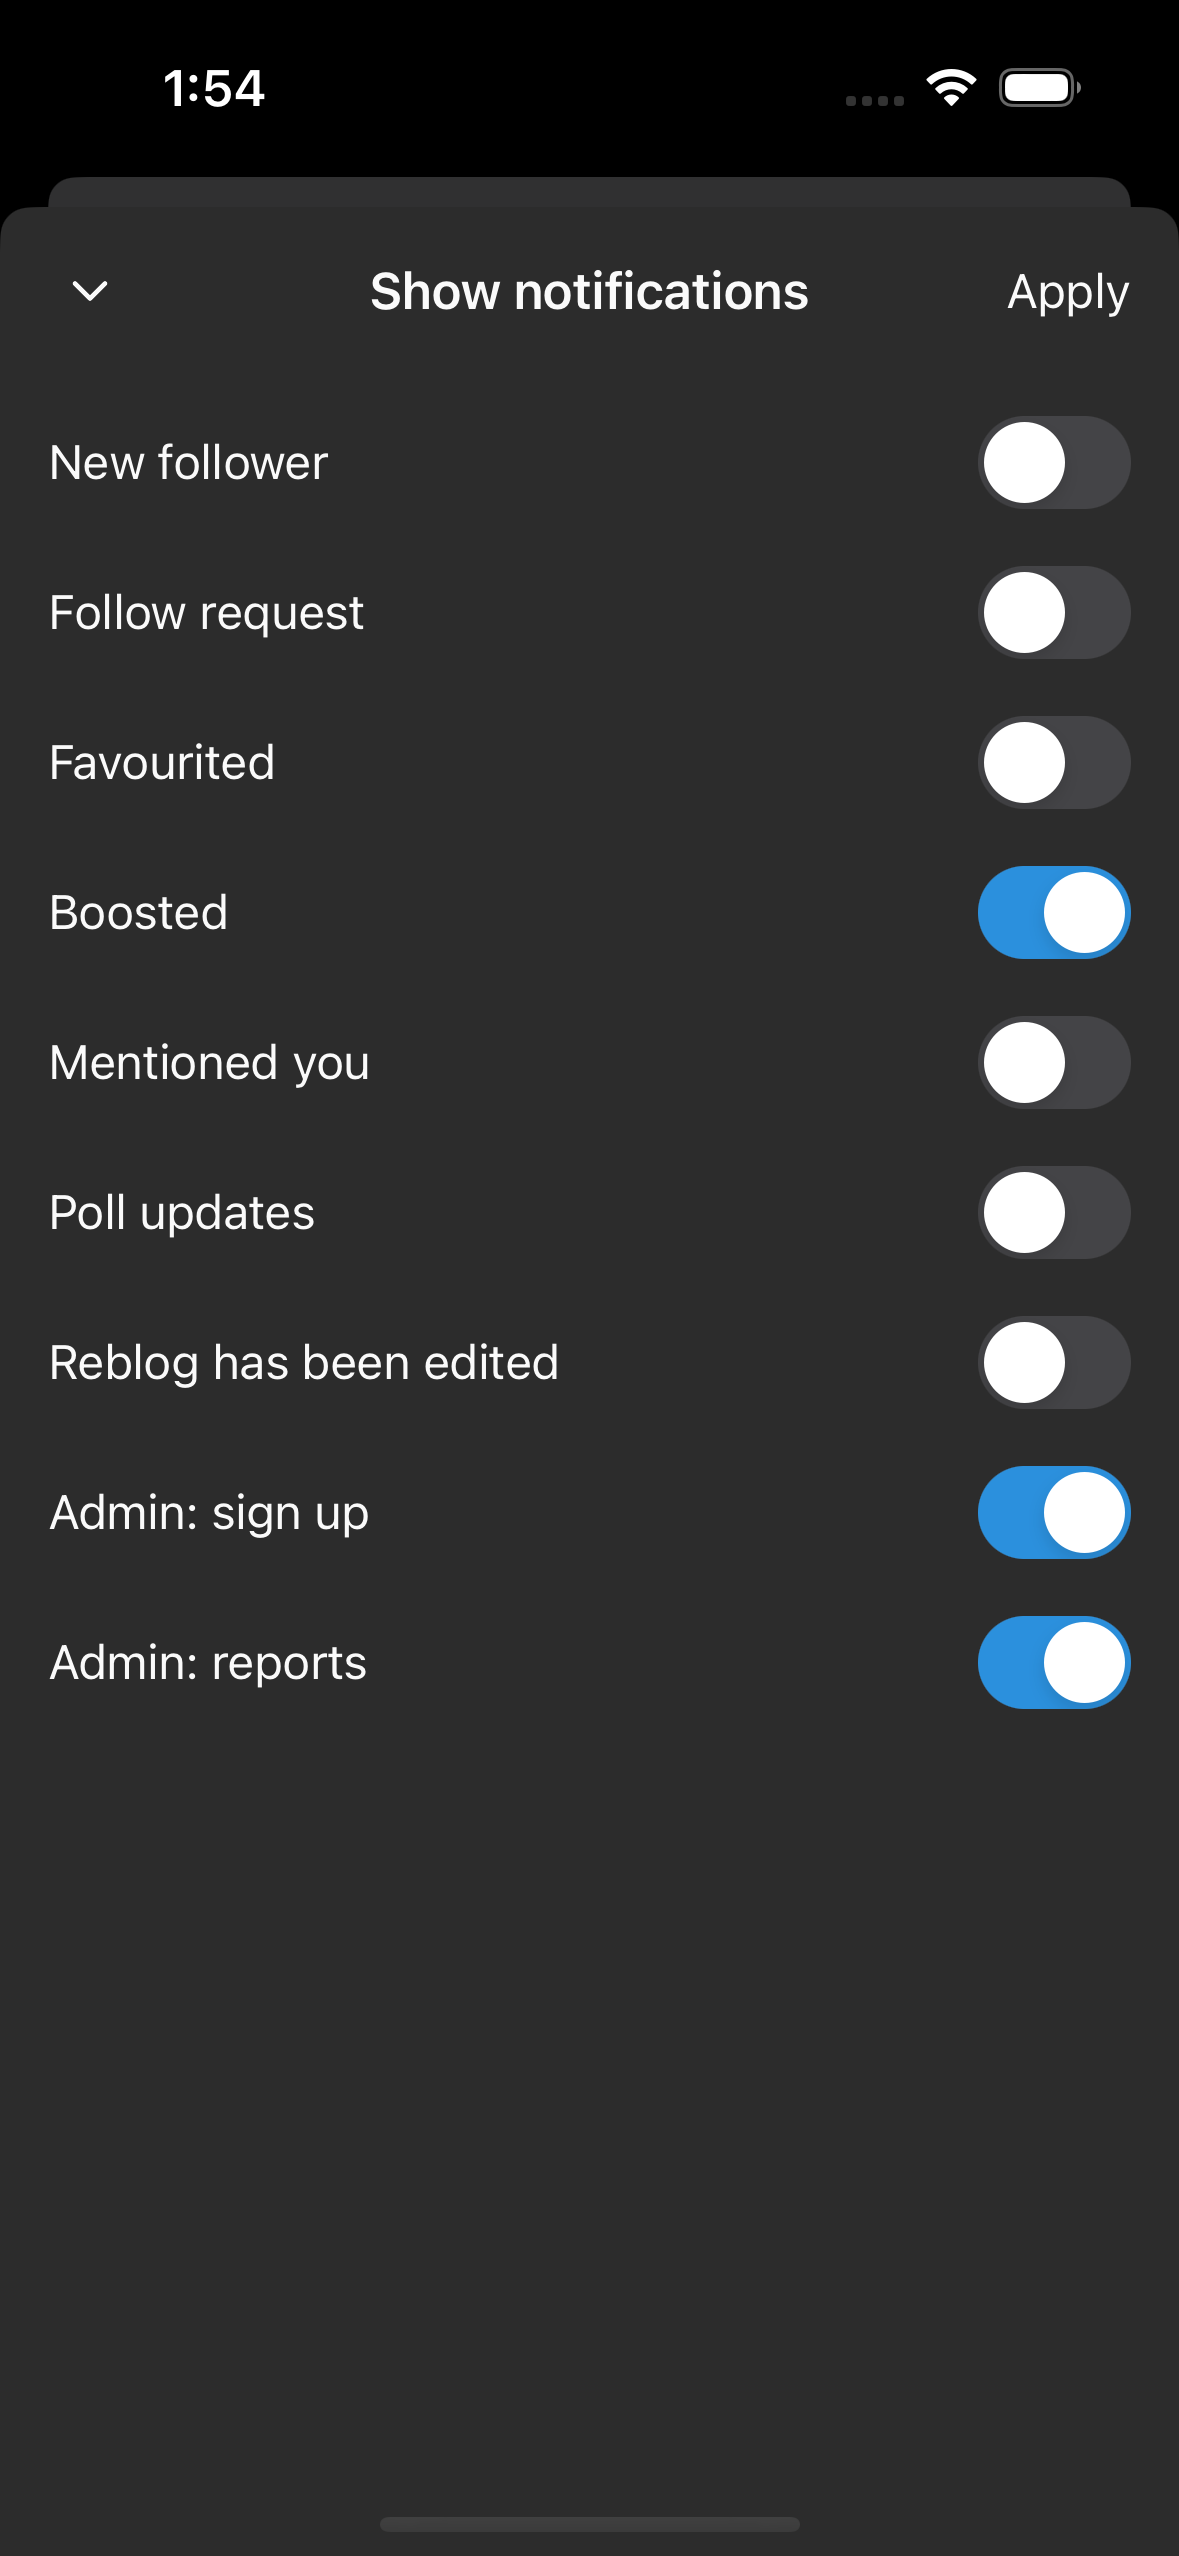 1:54
Show notifications
Apply
New follower
Follow request
Favourited
Boosted
Mentioned you
Poll updates
Reblog has been edited
Admin: sign up
Admin: reports